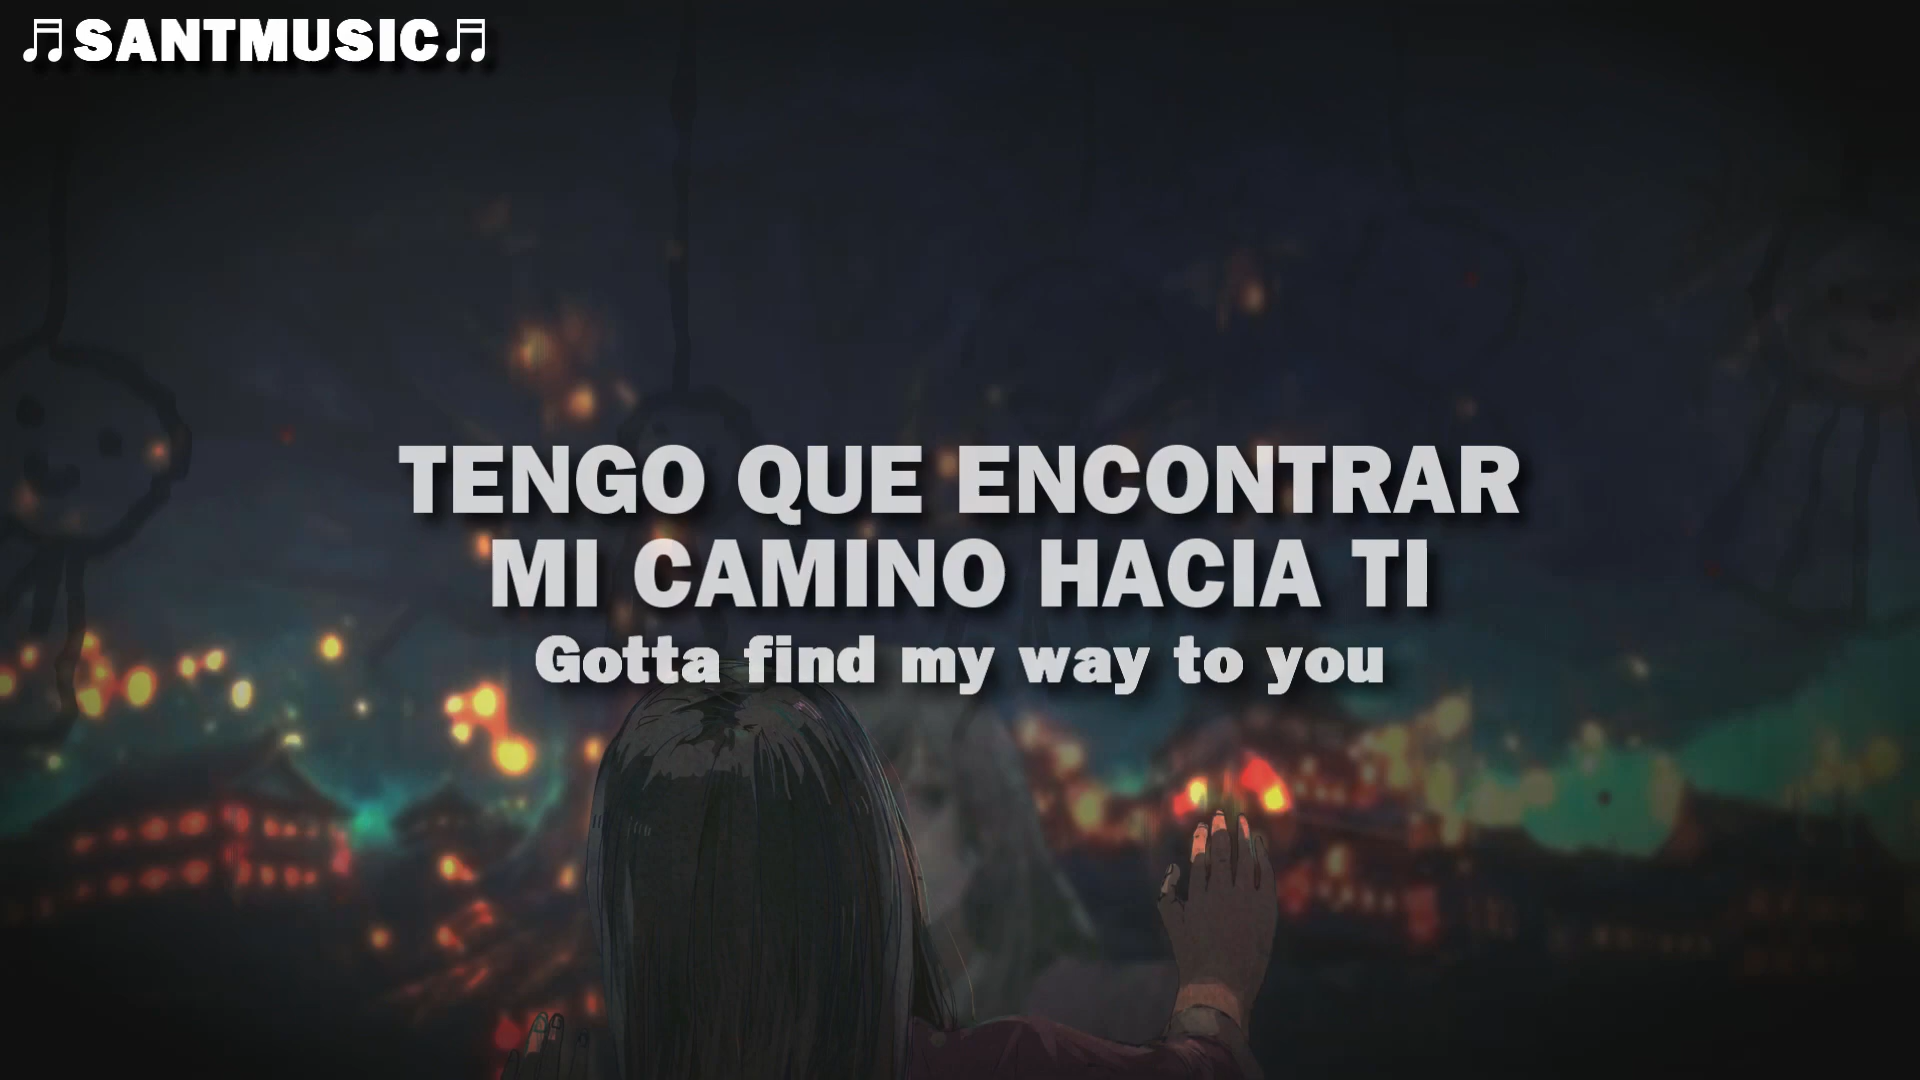 ♬SANTMUSIC♬
TENGO QUE ENCONTRAR
MI CAMINO HACIA TI
Gotta find my way to you